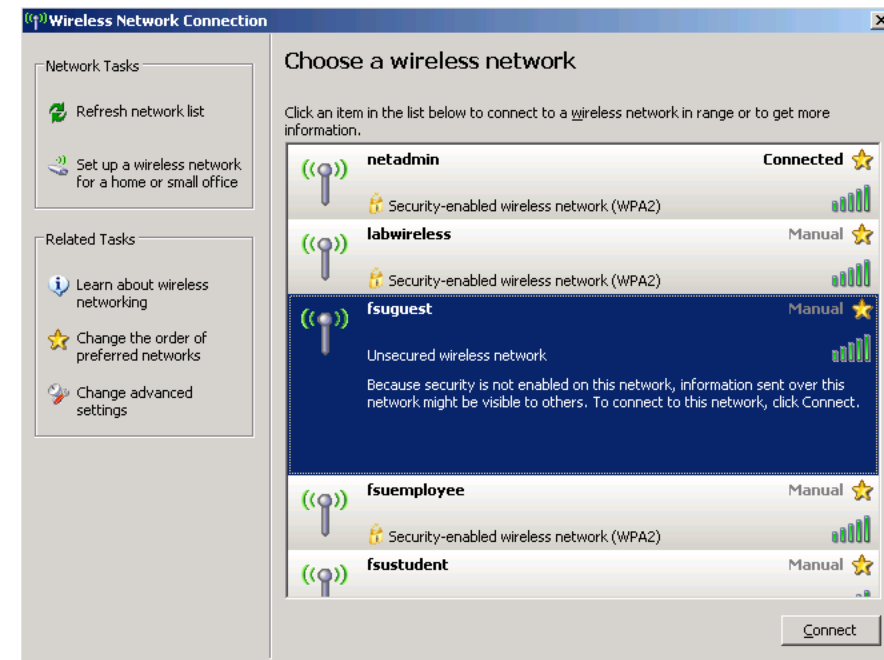 Wireless Network Connection
Network Tasks
Refresh network list
Set up a wireless network
for a home or small office
Related Tasks
Learn about wireless
networking
Change the order of
preferred networks
Change advanced
settings
Choose a wireless network
Click an item in the list below to connect to a wireless network in range or to get more
information.
netadmin Connected
Security-enabled wireless network (WPA2)
labwireless Manual
Security-enabled wireless network (WPA2)
fsuguest Manual
Unsecured wireless network
Because security is not enabled on this network, information sent over this
network might be visible to others. To connect to this network, click Connect.
fsuemployee Manual
Security-enabled wireless network (WPA2)
fsustudent Manual
Connect